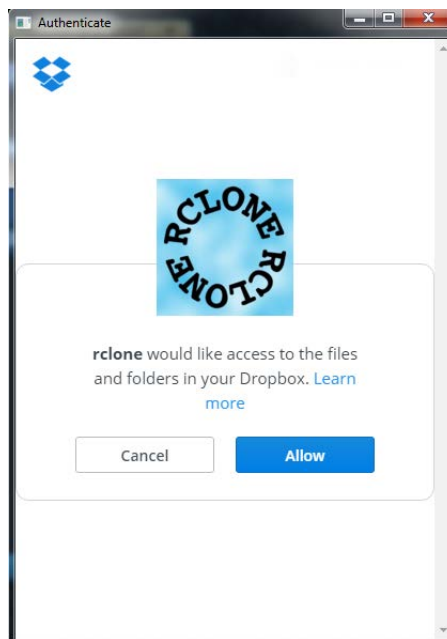 Authenticate
RCLONE RCLONE
rclone would like access to the files
and folders in your Dropbox. Learn
more
Cancel
Allow